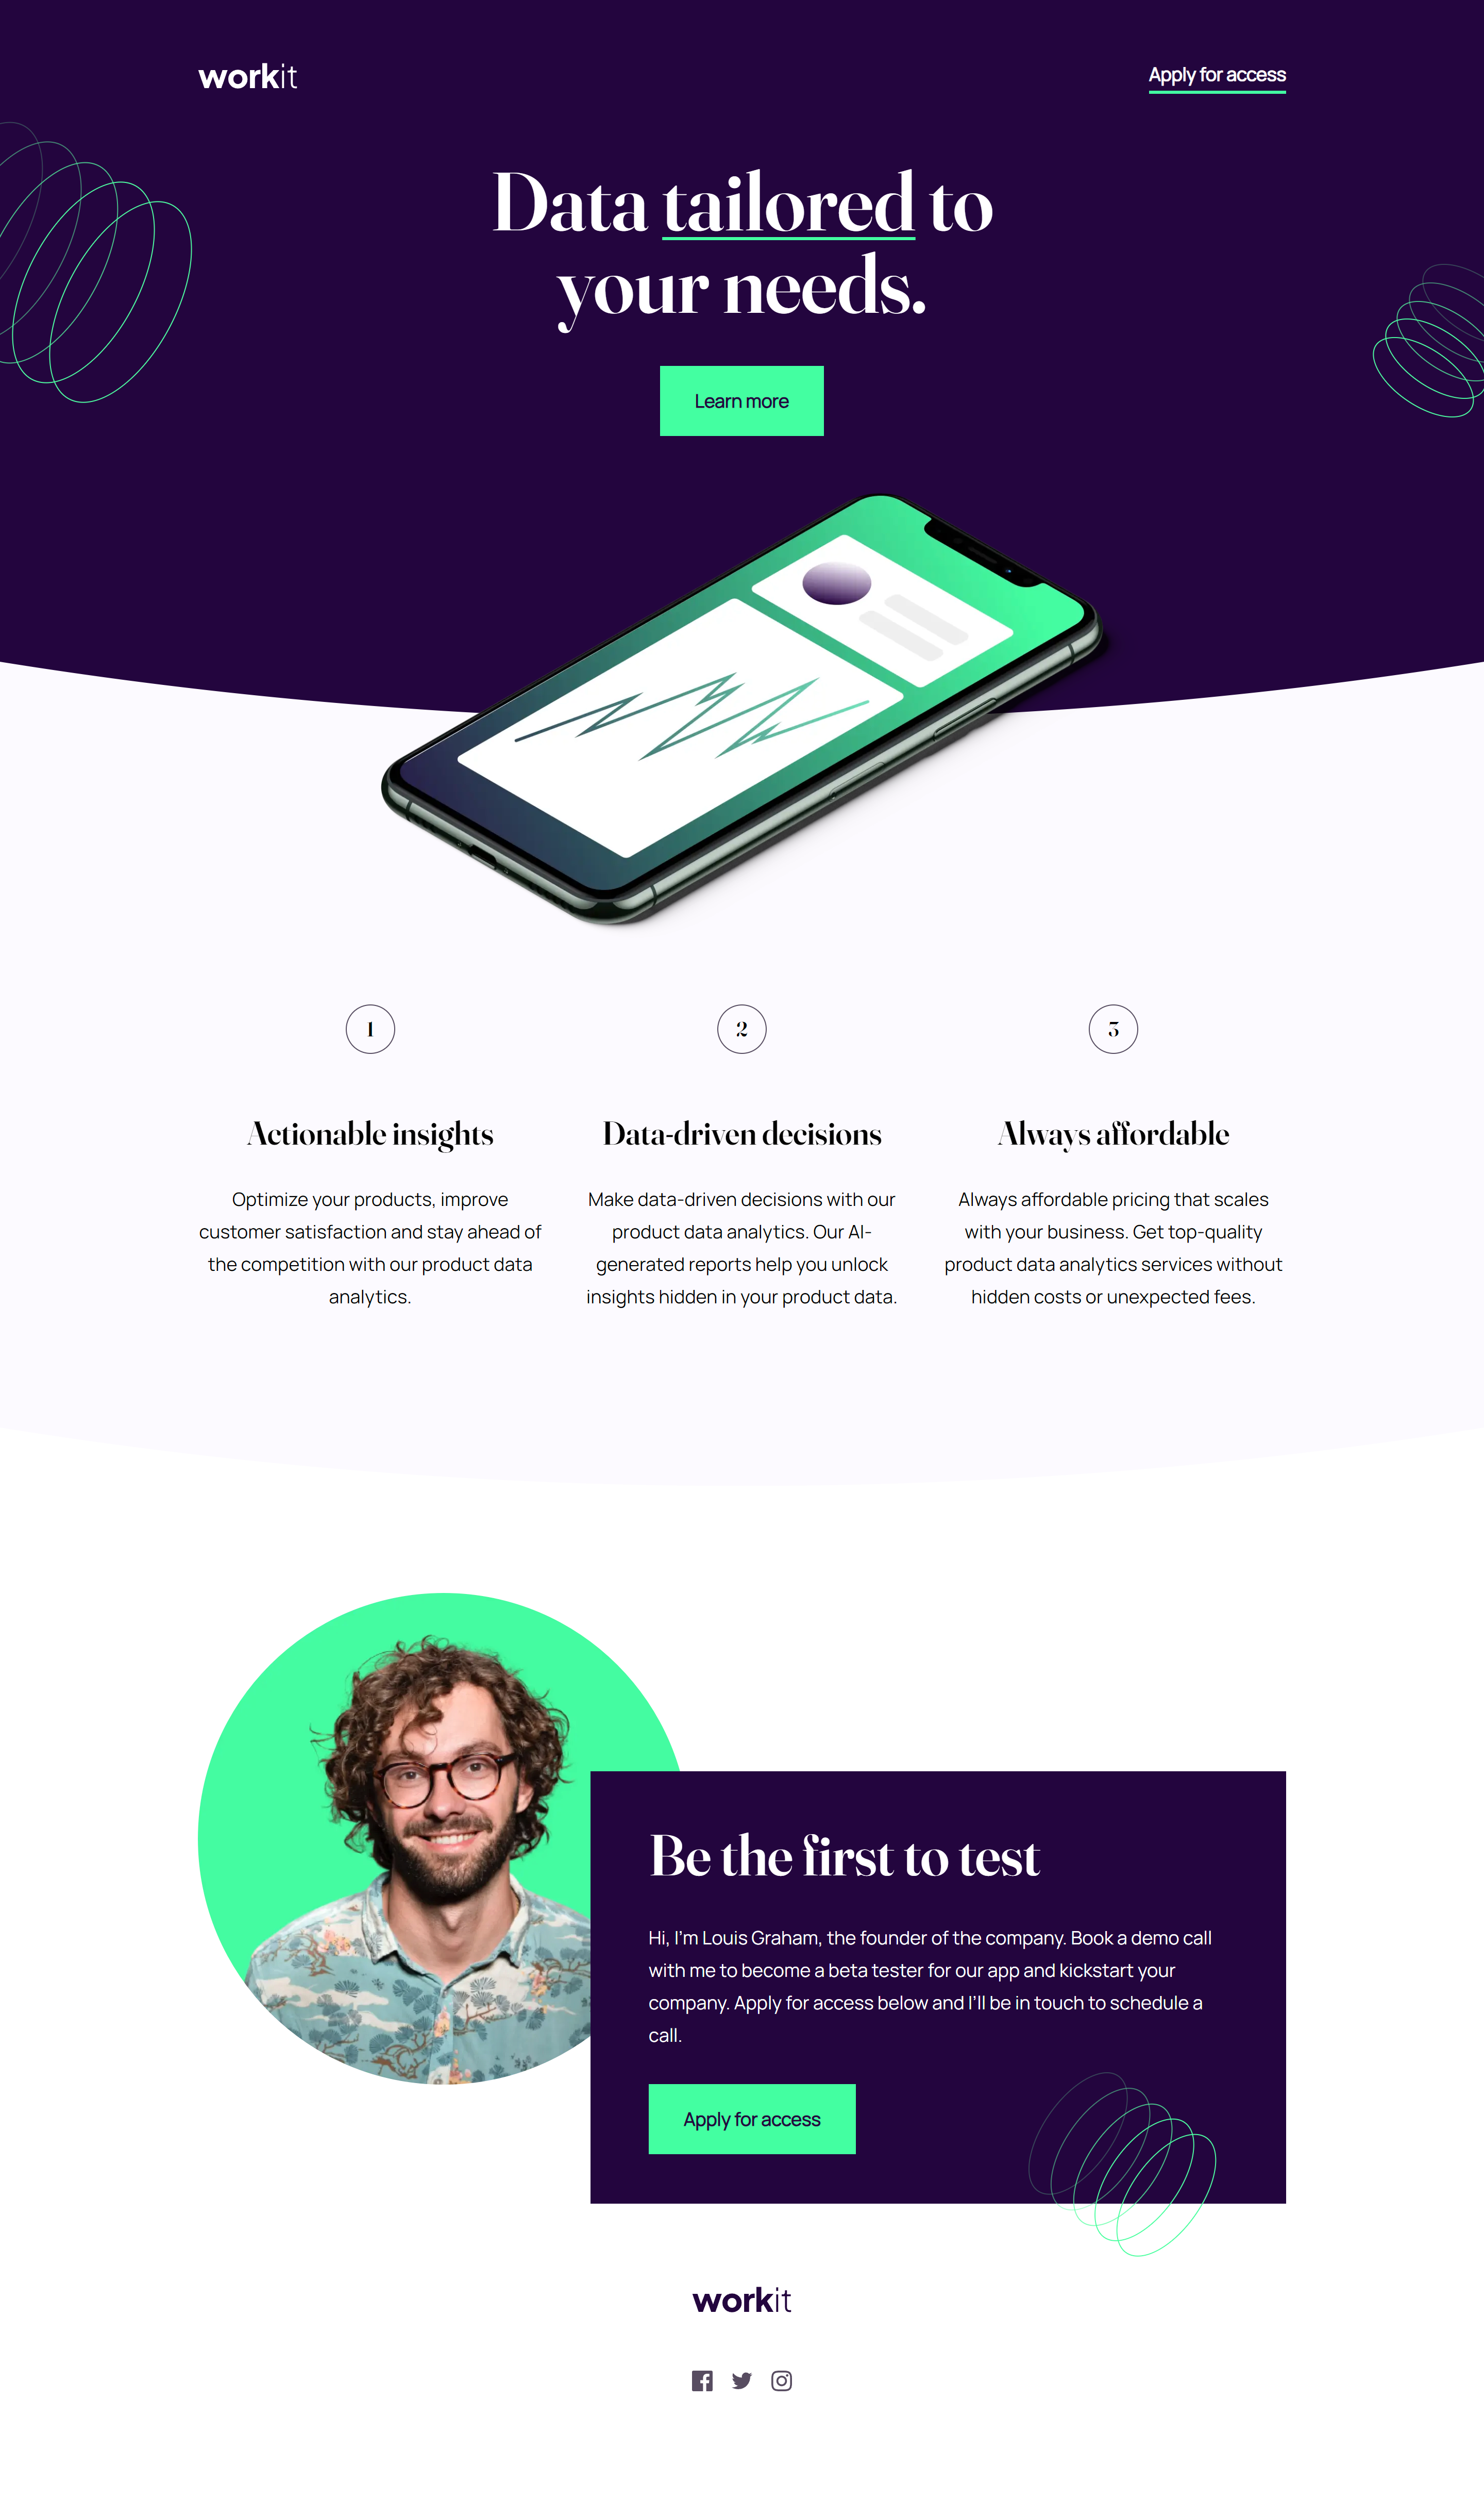 workit
Apply for access
Data tailored to
your needs.
Learn more
1
2
3
Actionable insights
Data-driven decisions
Always affordable
Optimize your products, improve
customer satisfaction and stay ahead of
the competition with our product data
analytics.
Make data-driven decisions with our
product data analytics. Our AI-
generated reports help you unlock
insights hidden in your product data.
Always affordable pricing that scales
with your business. Get top-quality
product data analytics services without
hidden costs or unexpected fees.
Be the first to test
Hi, I'm Louis Graham, the founder of the company. Book a demo call
with me to become a beta tester for our app and kickstart your
company. Apply for access below and I'll be in touch to schedule a
call.
Apply for access
workit